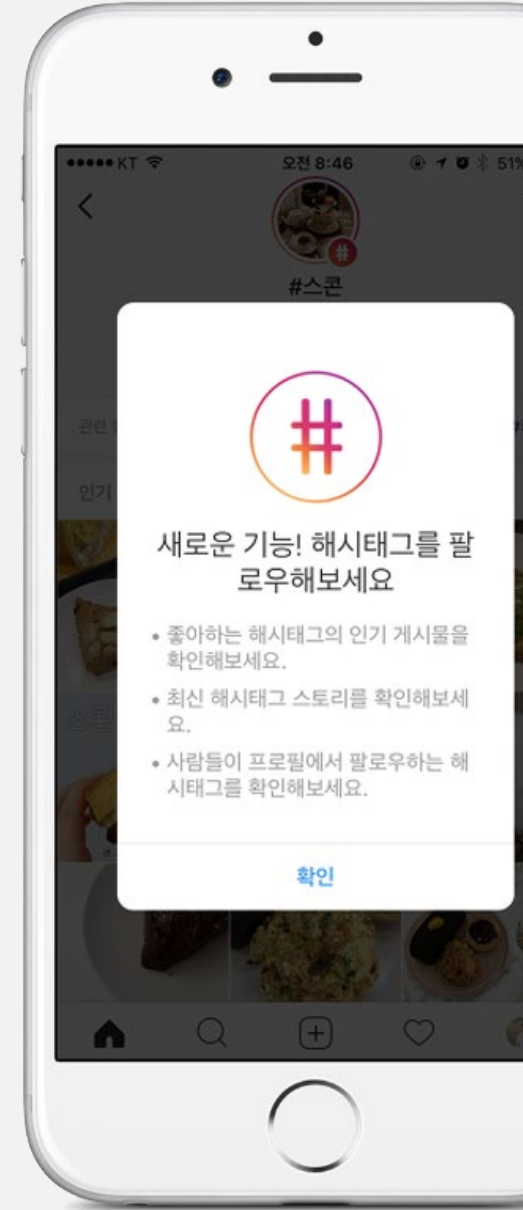 KT 오전 8:46 51%
#스콘
관련
인기
새로운 기능! 해시태그를 팔
로우해보세요
• 좋아하는 해시태그의 인기 게시물을
확인해보세요.
• 최신 해시태그 스토리를 확인해보세
요.
• 사람들이 프로필에서 팔로우하는 해
시태그를 확인해보세요.
확인